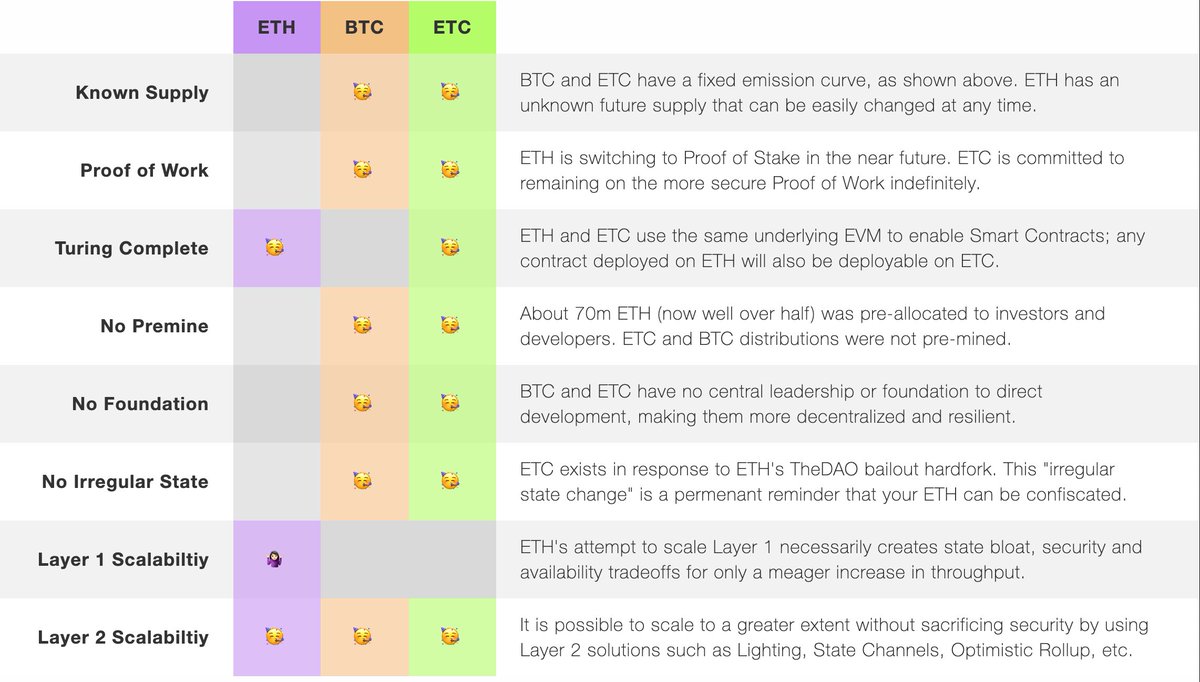 ETH BTC ETC
Known Supply
BTC and ETC have a fixed emission curve, as shown above. ETH has an
unknown future supply that can be easily changed at any time.
Proof of Work
ETH is switching to Proof of Stake in the near future. ETC is committed to
remaining on the more secure Proof of Work indefinitely.
Turing Complete
ETH and ETC use the same underlying EVM to enable Smart Contracts; any
contract deployed on ETH will also be deployable on ETC.
No Premine
About 70m ETH (now well over half) was pre-allocated to investors and
developers. ETC and BTC distributions were not pre-mined.
No Foundation
BTC and ETC have no central leadership or foundation to direct
development, making them more decentralized and resilient.
No Irregular State
ETC exists in response to ETH's TheDAO bailout hardfork. This "irregular
state change" is a permenant reminder that your ETH can be confiscated.
Layer 1 Scalabiltiy
ETH's attempt to scale Layer 1 necessarily creates state bloat, security and
availability tradeoffs for only a meager increase in throughput.
Layer 2 Scalabiltiy
It is possible to scale to a greater extent without sacrificing security by using
Layer 2 solutions such as Lighting, State Channels, Optimistic Rollup, etc.